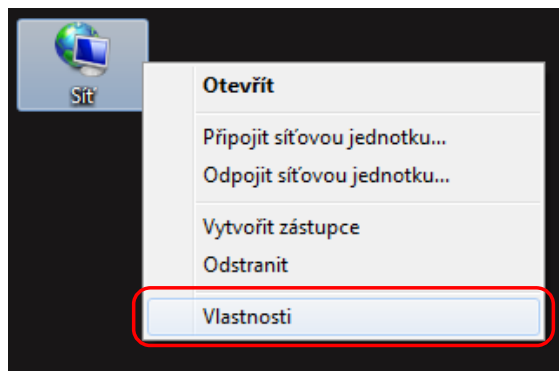 Síť
Otevřít
Připojit síťovou jednotku...
Odpojit síťovou jednotku...
Vytvořit zástupce
Odstranit
Vlastnosti